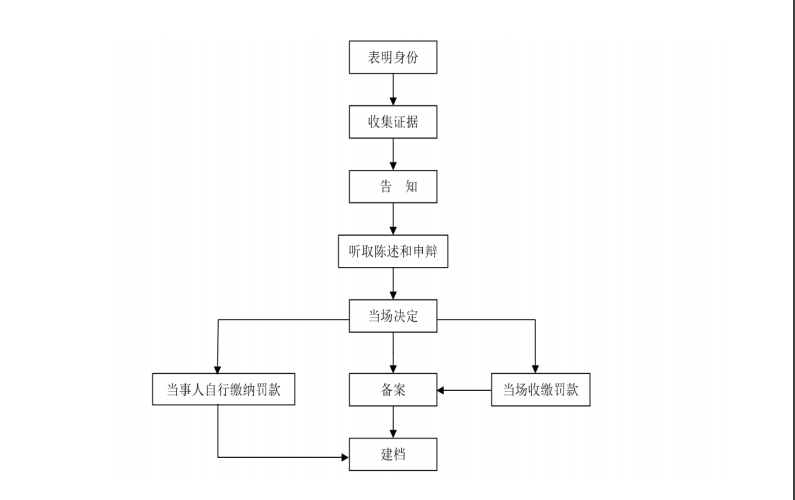 表明身份
收集证据
告 知
听取陈述和申辩
当场决定
当事人自行缴纳罚款
备案
当场收缴罚款
建档